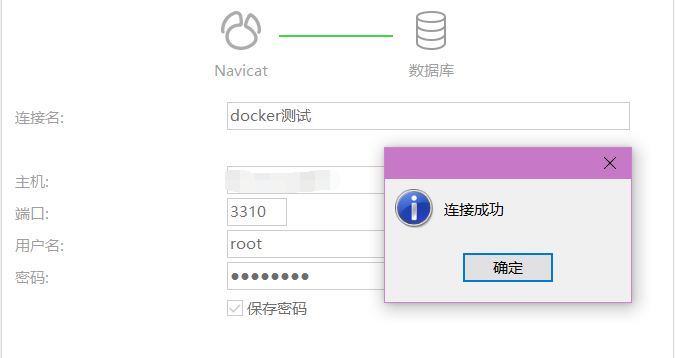 Navicat
数据库
连接名:
docker测试
主机:
端口:
3310
用户名:
root
密码:
●●●●●●●●
保存密码
连接成功
确定